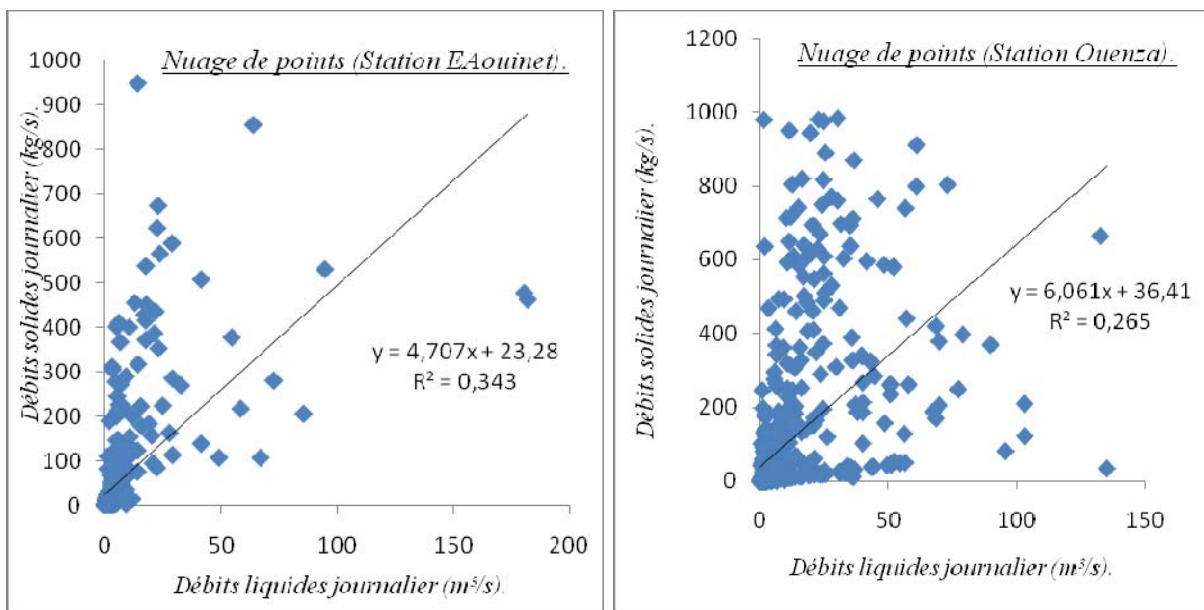 Nuage de points (Station EAouinet).
Débits solides journalier (kg/s).
1000
900
800
700
600
500
400
300
200
100
0
y = 4,707x + 23,28
R² = 0,343
0 50 100 150 200
Débits liquides journalier (m³/s).
Nuage de points (Station Ouenza).
Débits solides journalier (kg/s).
1200
1000
800
600
400
200
0
y = 6,061x + 36,41
R² = 0,265
0 50 100 150
Débits liquides journalier (m³/s).